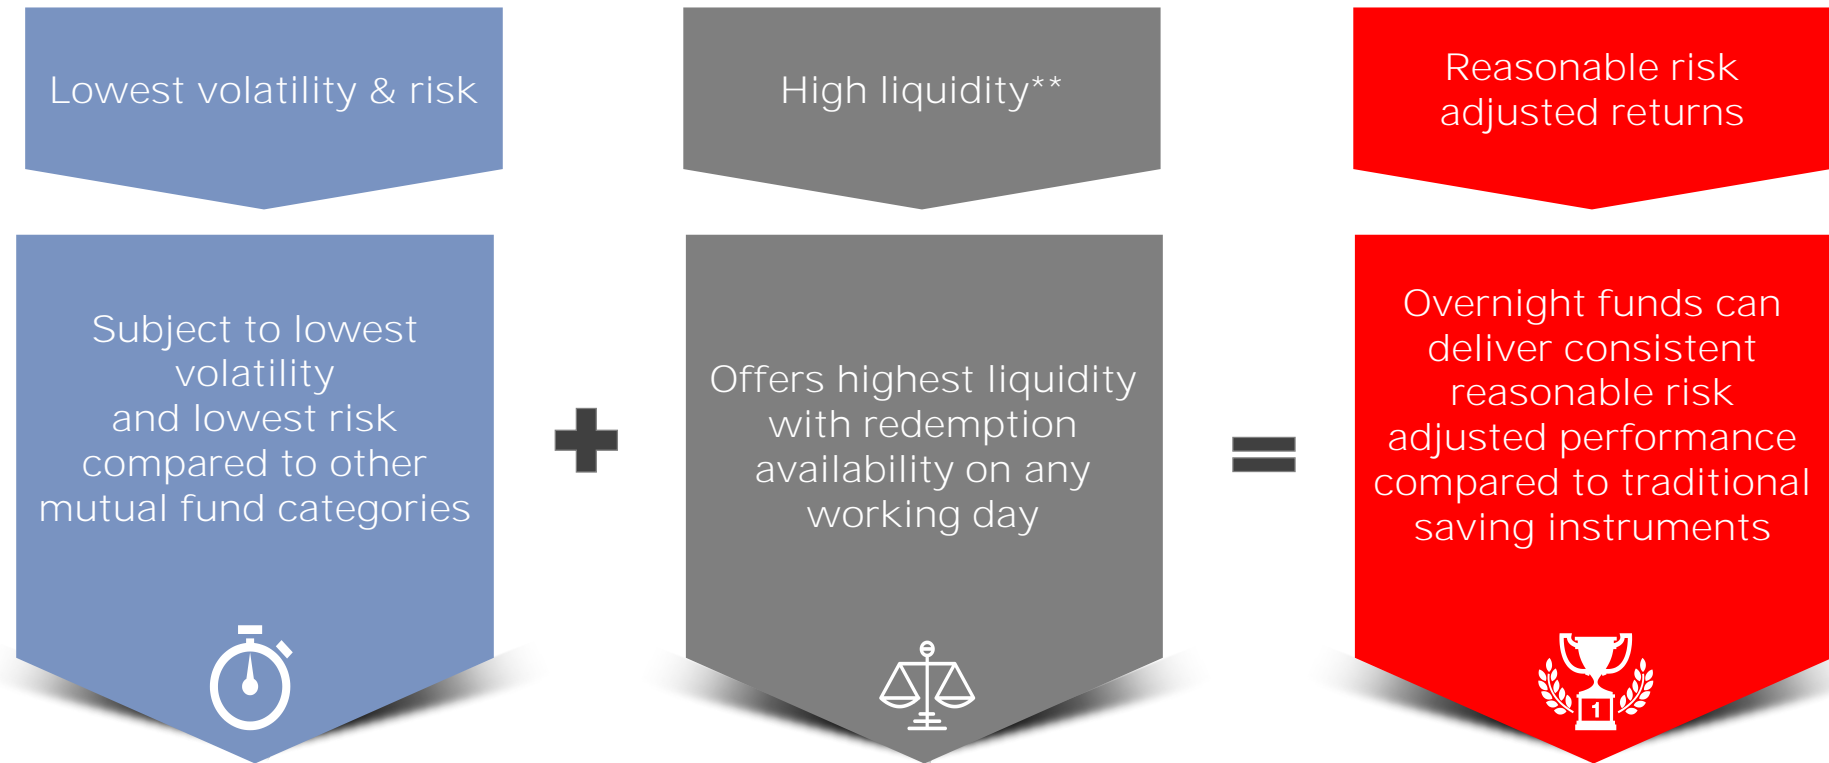 Lowest volatility & risk
Subject to lowest
volatility
and lowest risk
compared to other
mutual fund categories
High liquidity**
Offers highest liquidity
with redemption
availability on any
working day
Reasonable risk
adjusted returns
Overnight funds can
deliver consistent
reasonable risk
adjusted performance
compared to traditional
saving instruments
1